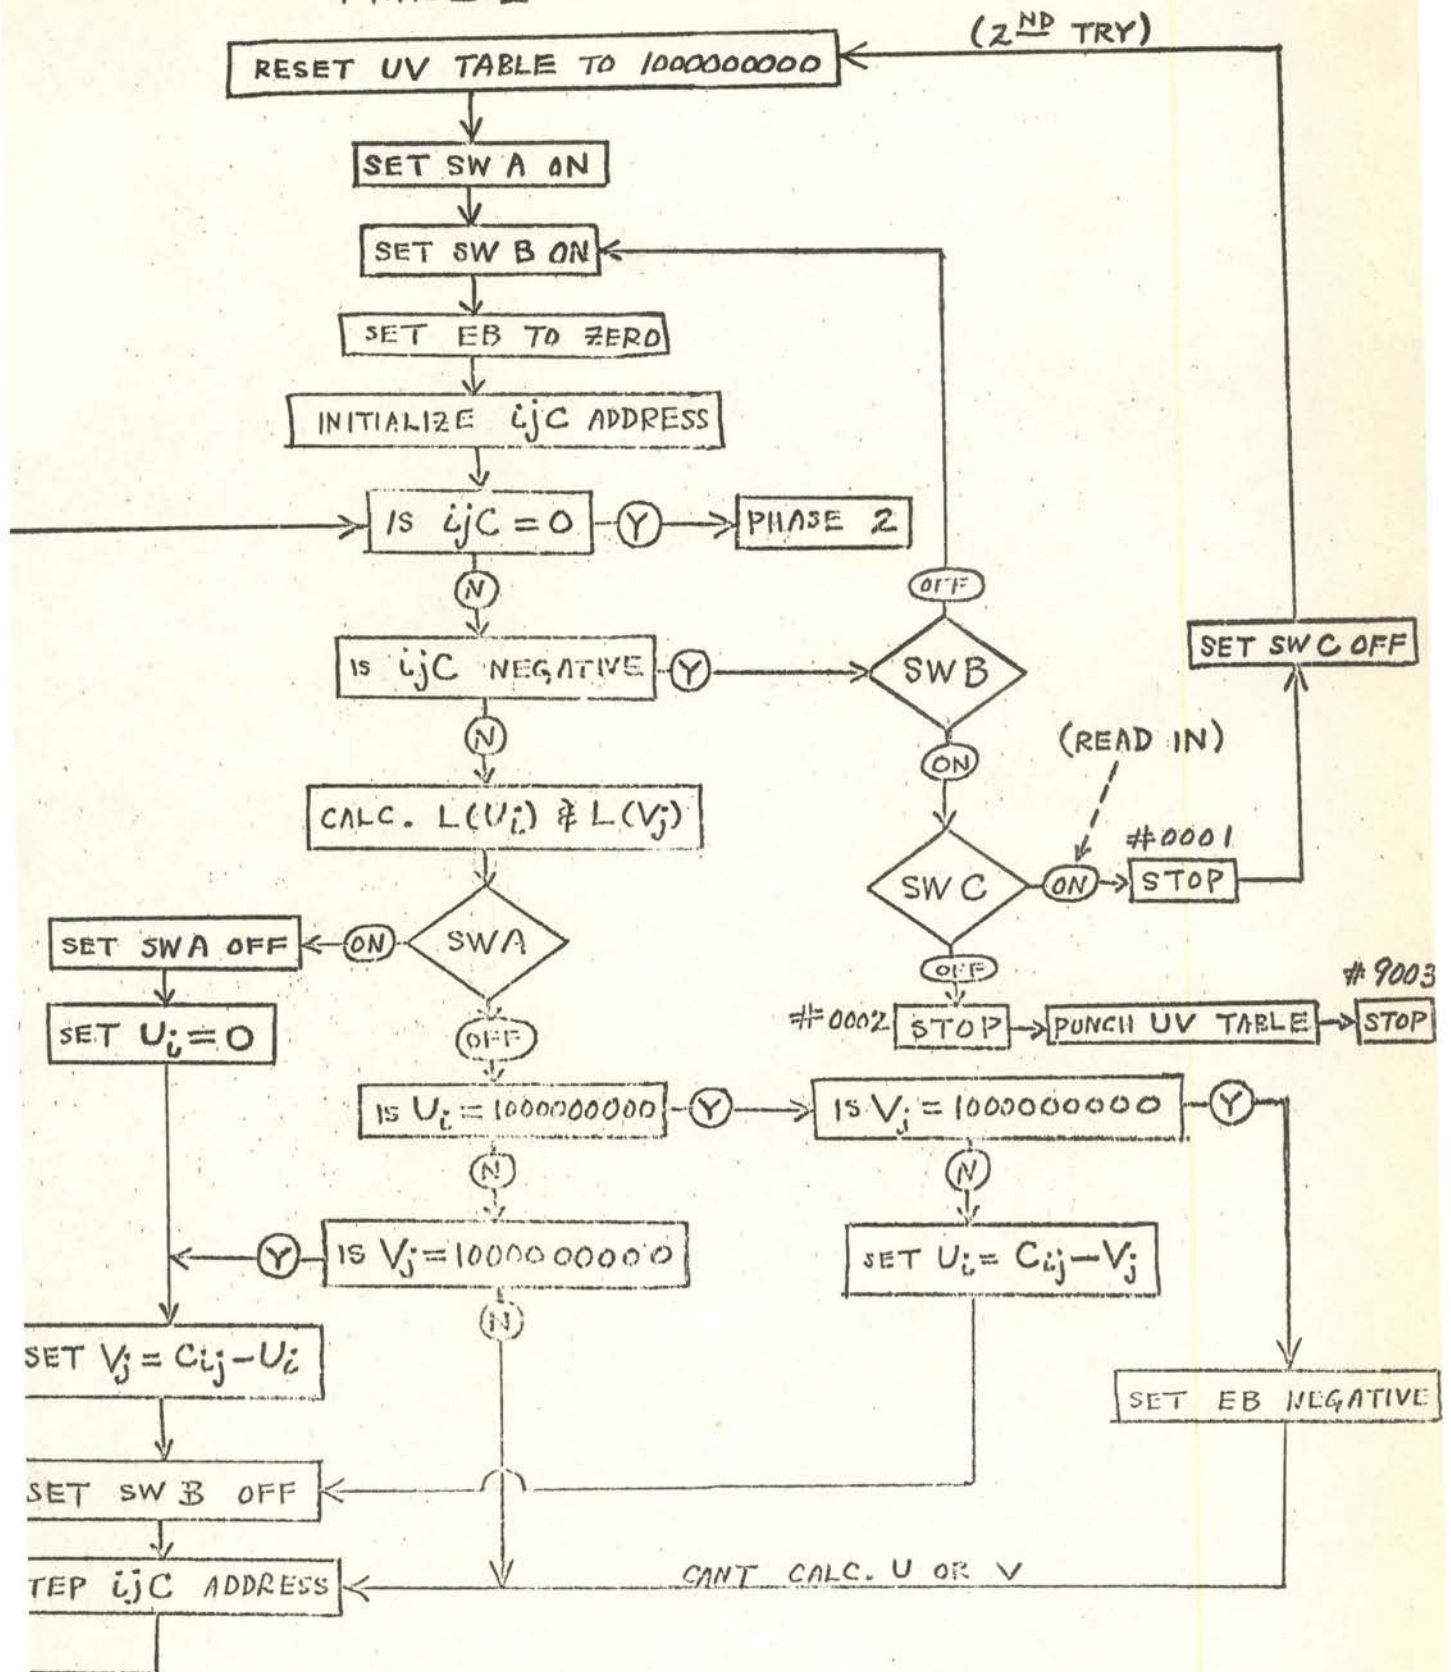 (2ND TRY)
RESET UV TABLE TO 1000000000
SET SW A ON
SET SW B ON
SET EB TO ZERO
INITIALIZE ijC ADDRESS
IS ijC = 0
Y
PHASE 2
N
OFF
IS ijC NEGATIVE
Y
SW B
SET SW C OFF
N
ON
(READ IN)
CALC. L(Ui) & L(Vj)
#0001
SW C
ON
STOP
SET SWA OFF
ON
SWA
OFF
#9003
SET Ui = 0
OFF
#0002
STOP
PUNCH UV TABLE
STOP
IS Ui = 1000000000
Y
IS Vj = 1000000000
Y
N
N
Y
IS Vj = 1000000000
SET Ui = Cij - Vj
N
SET Vj = Cij - Ui
SET EB NEGATIVE
SET SW B OFF
TEP ijC ADDRESS
CANT CALC. U OR V